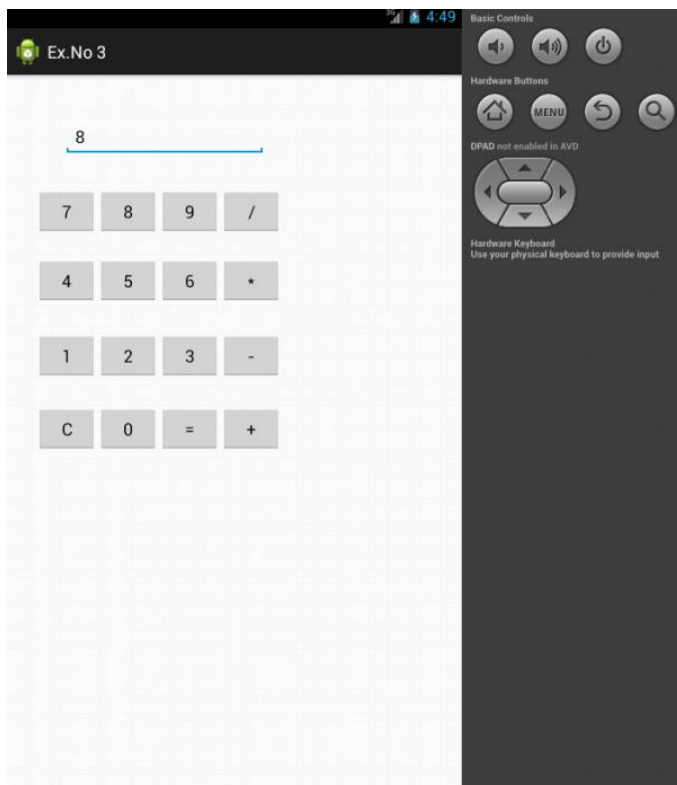 3G 4:49
Ex.No 3
8
7 8 9 /
4 5 6 *
1 2 3 -
C 0 = +
Basic Controls
Hardware Buttons
MENU
DPAD not enabled in AVD
Hardware Keyboard
Use your physical keyboard to provide input